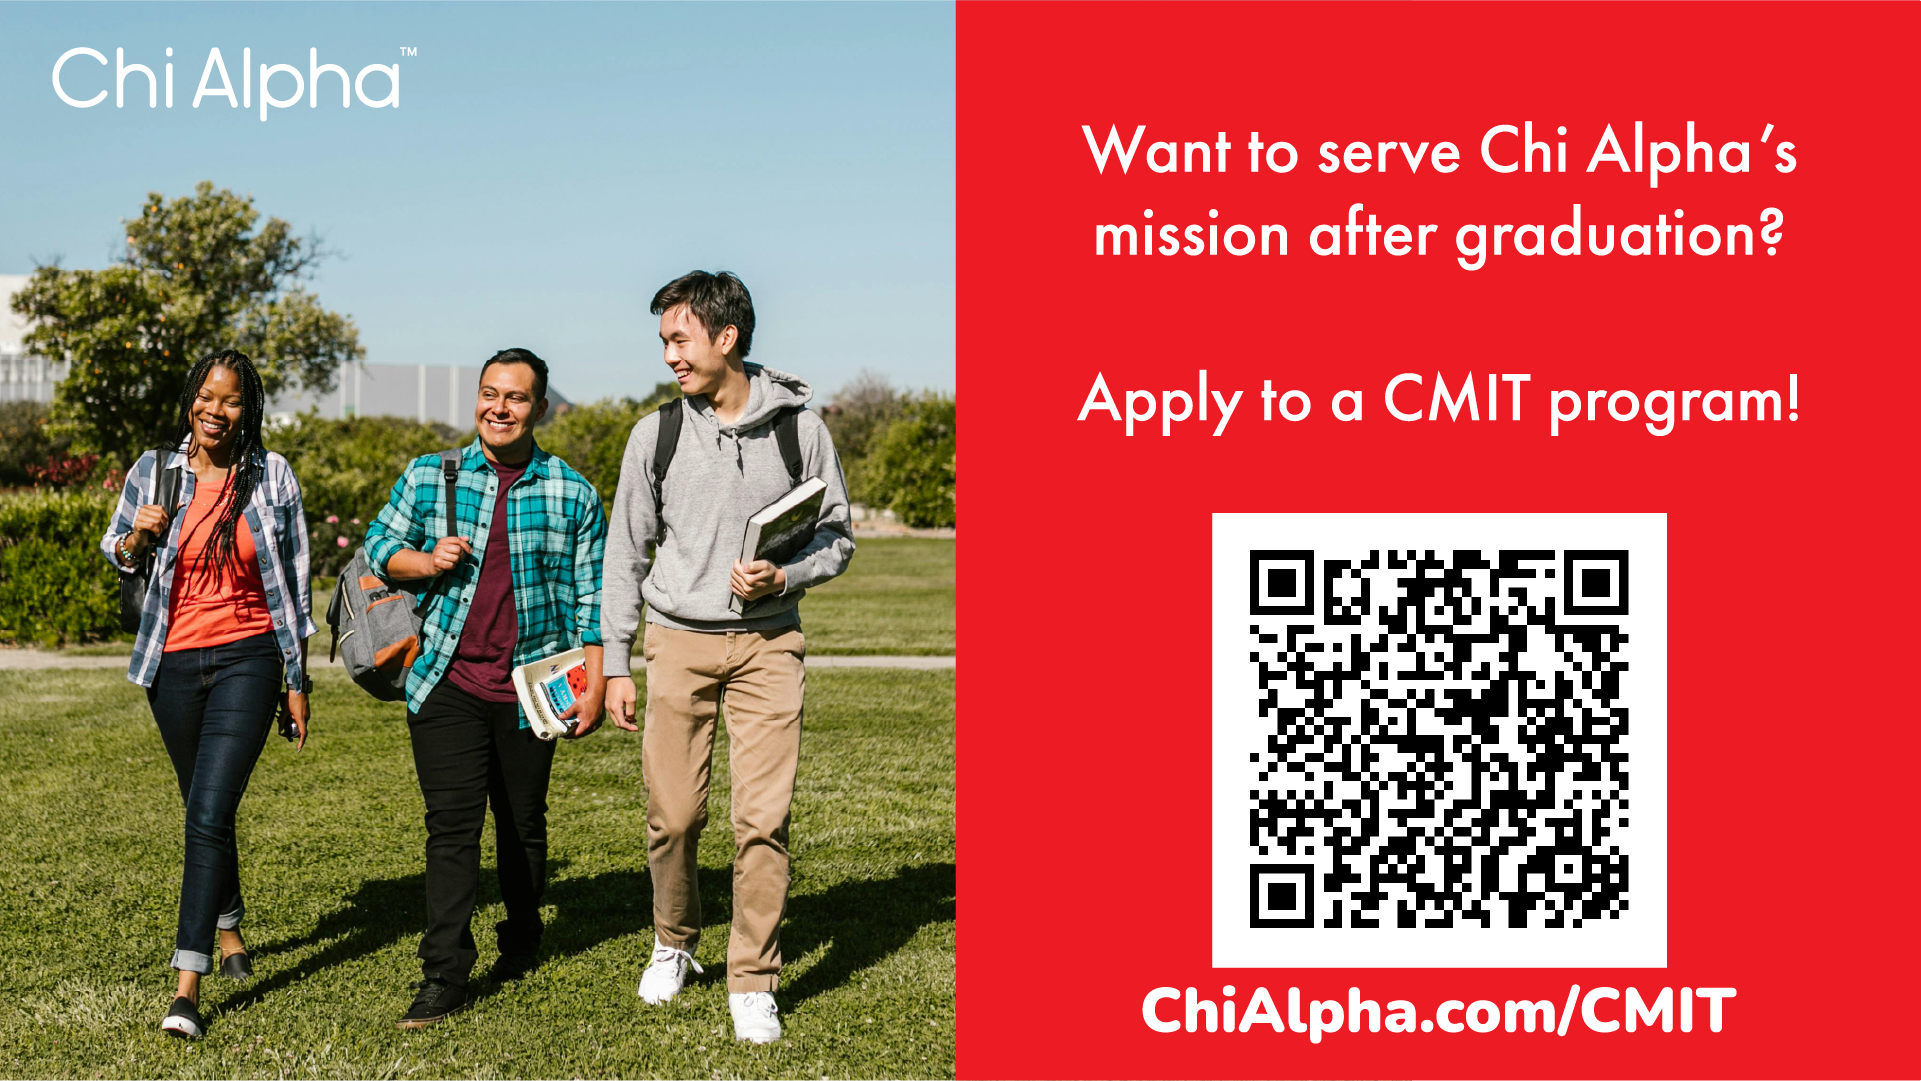 Chi Alpha™
Want to serve Chi Alpha's
mission after graduation?
Apply to a CMIT program!
ChiAlpha.com/CMIT